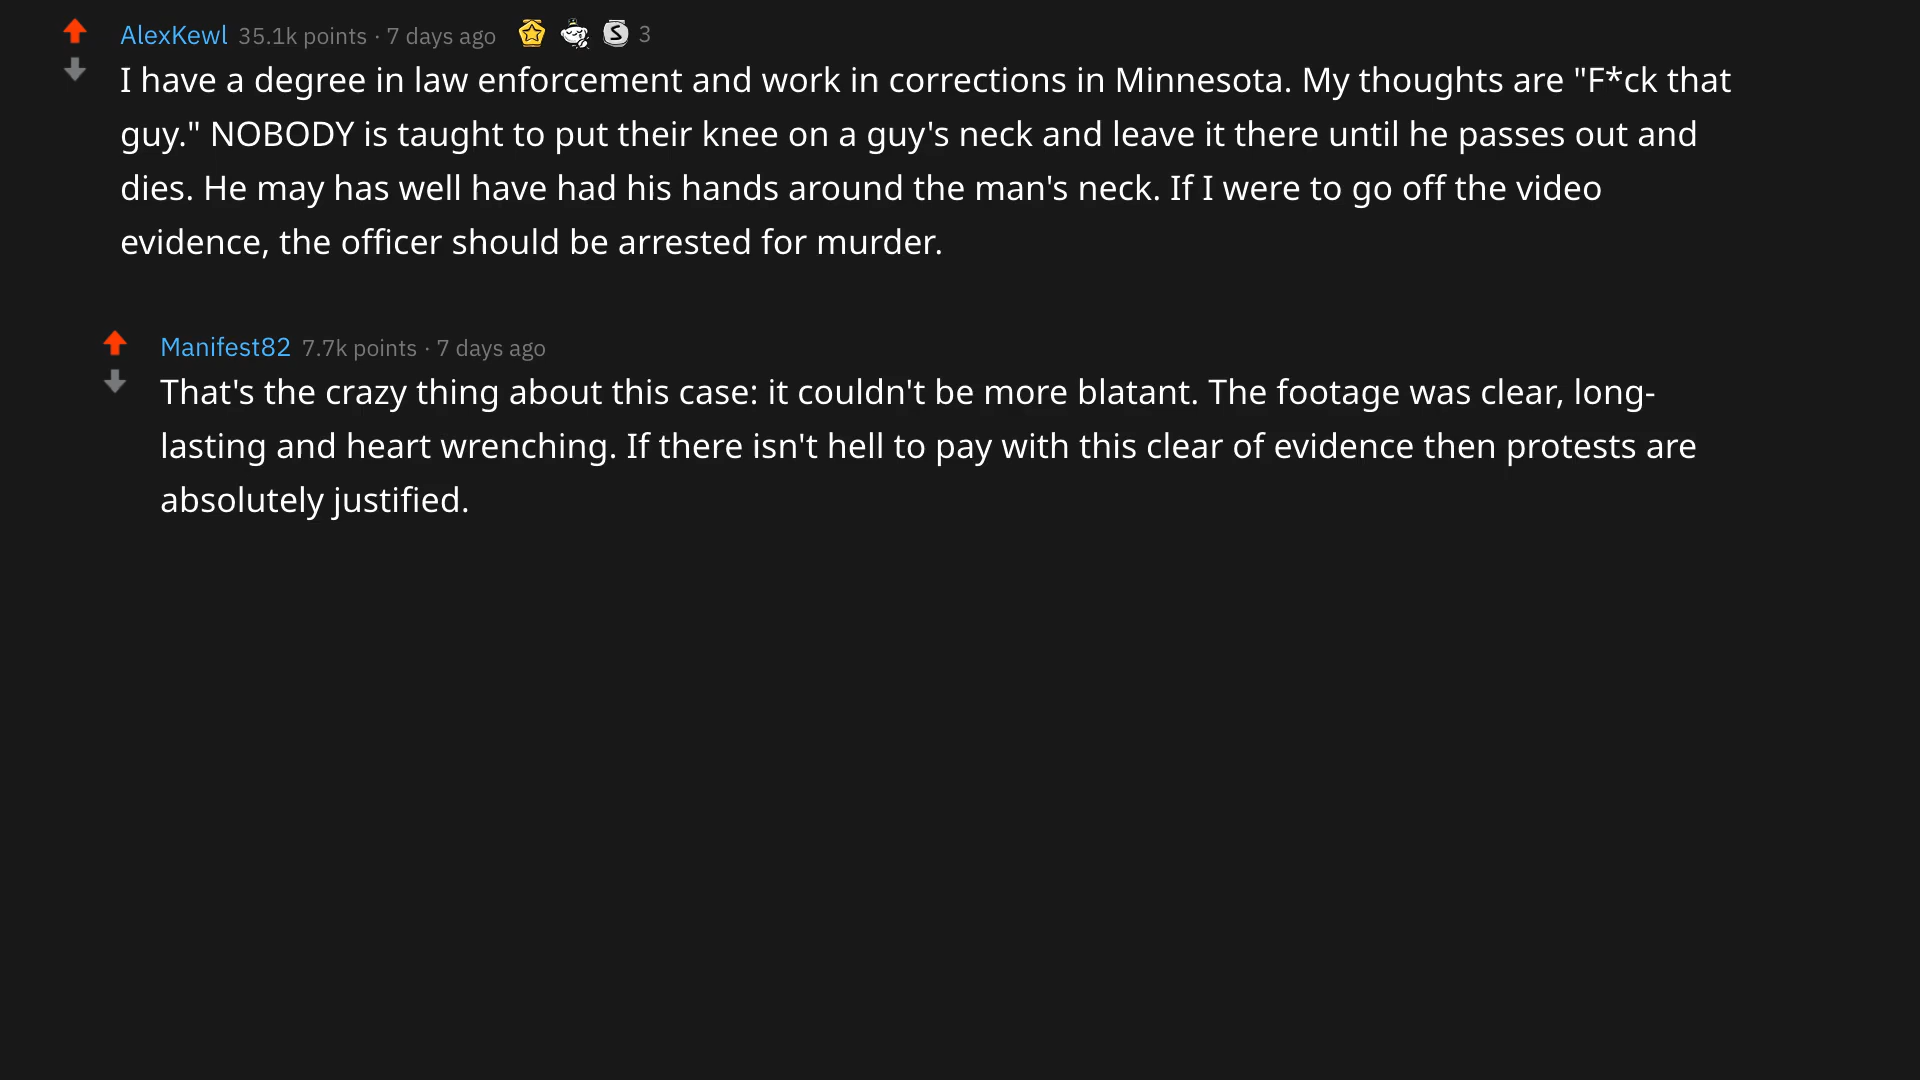 AlexKewl 35.1k points · 7 days ago 3
I have a degree in law enforcement and work in corrections in Minnesota. My thoughts are "F*ck that
guy." NOBODY is taught to put their knee on a guy's neck and leave it there until he passes out and
dies. He may has well have had his hands around the man's neck. If I were to go off the video
evidence, the officer should be arrested for murder.
Manifest82 7.7k points · 7 days ago
That's the crazy thing about this case: it couldn't be more blatant. The footage was clear, long-
lasting and heart wrenching. If there isn't hell to pay with this clear of evidence then protests are
absolutely justified.